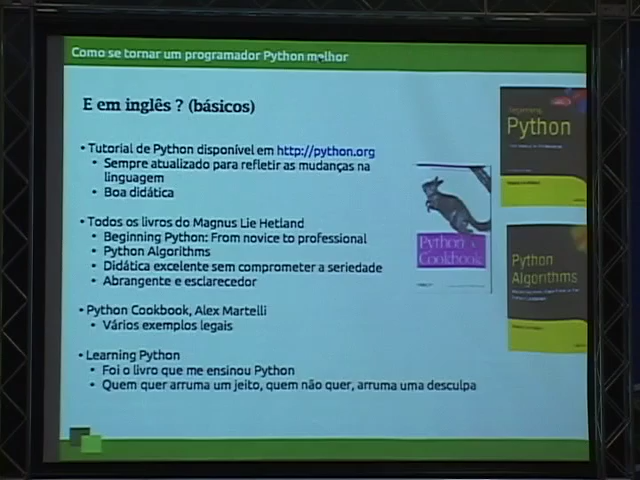 Como se tornar um programador Python melhor
E em inglês ? (básicos)
• Tutorial de Python disponível em http://python.org
• Sempre atualizado para refletir as mudanças na
linguagem
• Boa didática
• Todos os livros do Magnus Lie Hetland
• Beginning Python: From novice to professional
• Python Algorithms
• Didática excelente sem comprometer a seriedade
• Abrangente e esclarecedor
• Python Cookbook, Alex Martelli
• Vários exemplos legais
• Learning Python
• Foi o livro que me ensinou Python
• Quem quer arruma um jeito, quem não quer, arruma uma desculpa
Python
Cookbook
Beginning
Python
Python
Algorithms